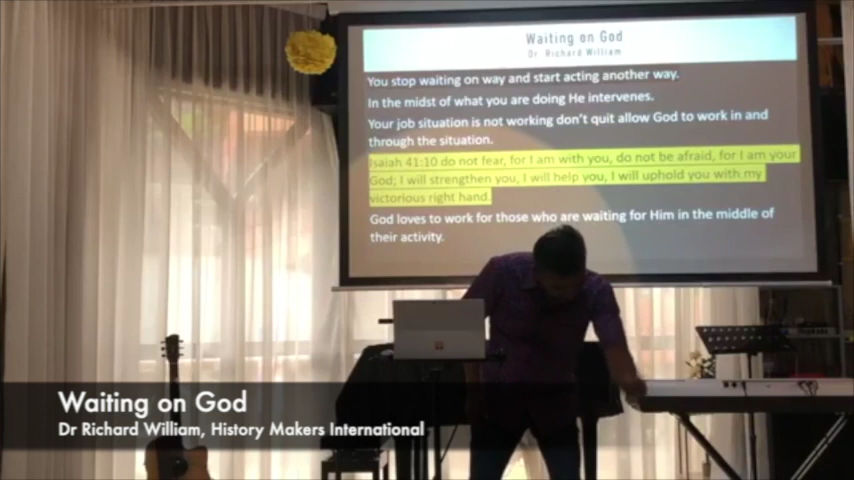 Waiting on God
Dr. Richard William
You stop waiting on way and start acting another way.
In the midst of what you are doing He intervenes.
Your job situation is not working don't quit allow God to work in and
through the situation.
Isaiah 41:10 do not fear, for I am with you, do not be afraid, for I am your
God; I will strengthen you, I will help you, I will uphold you with my
victorious right hand.
God loves to work for those who are waiting for Him in the middle of
their activity.
Waiting on God
Dr Richard William, History Makers International